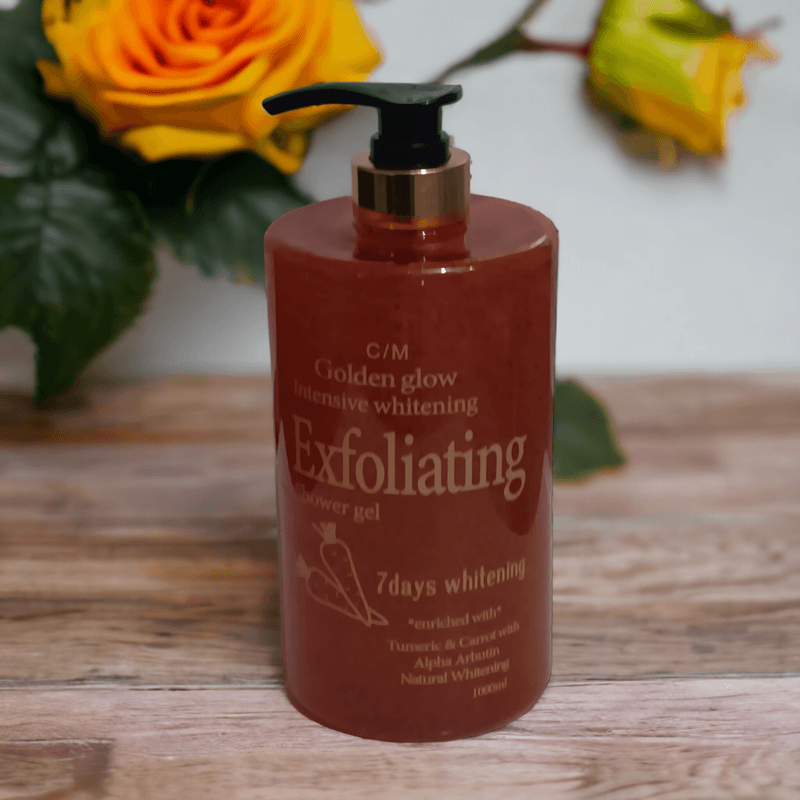 C/M
Golden glow
Intensive whitening
Exfoliating
shower gel
7days whitening
*enriched with*
Tumeric & Carrot with
Alpha Arbutin
Natural Whitening
1000ml